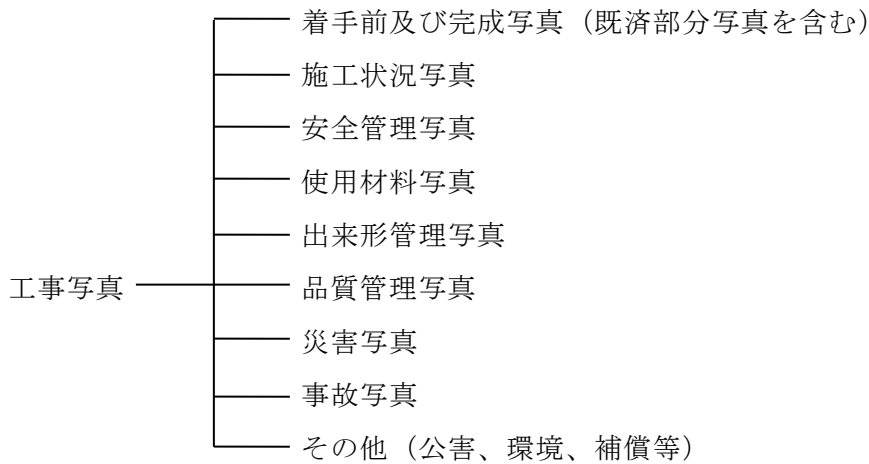 着手前及び完成写真（既済部分写真を含む）
施工状況写真
安全管理写真
使用材料写真
出来形管理写真
工事写真
品質管理写真
災害写真
事故写真
その他（公害、環境、補償等）